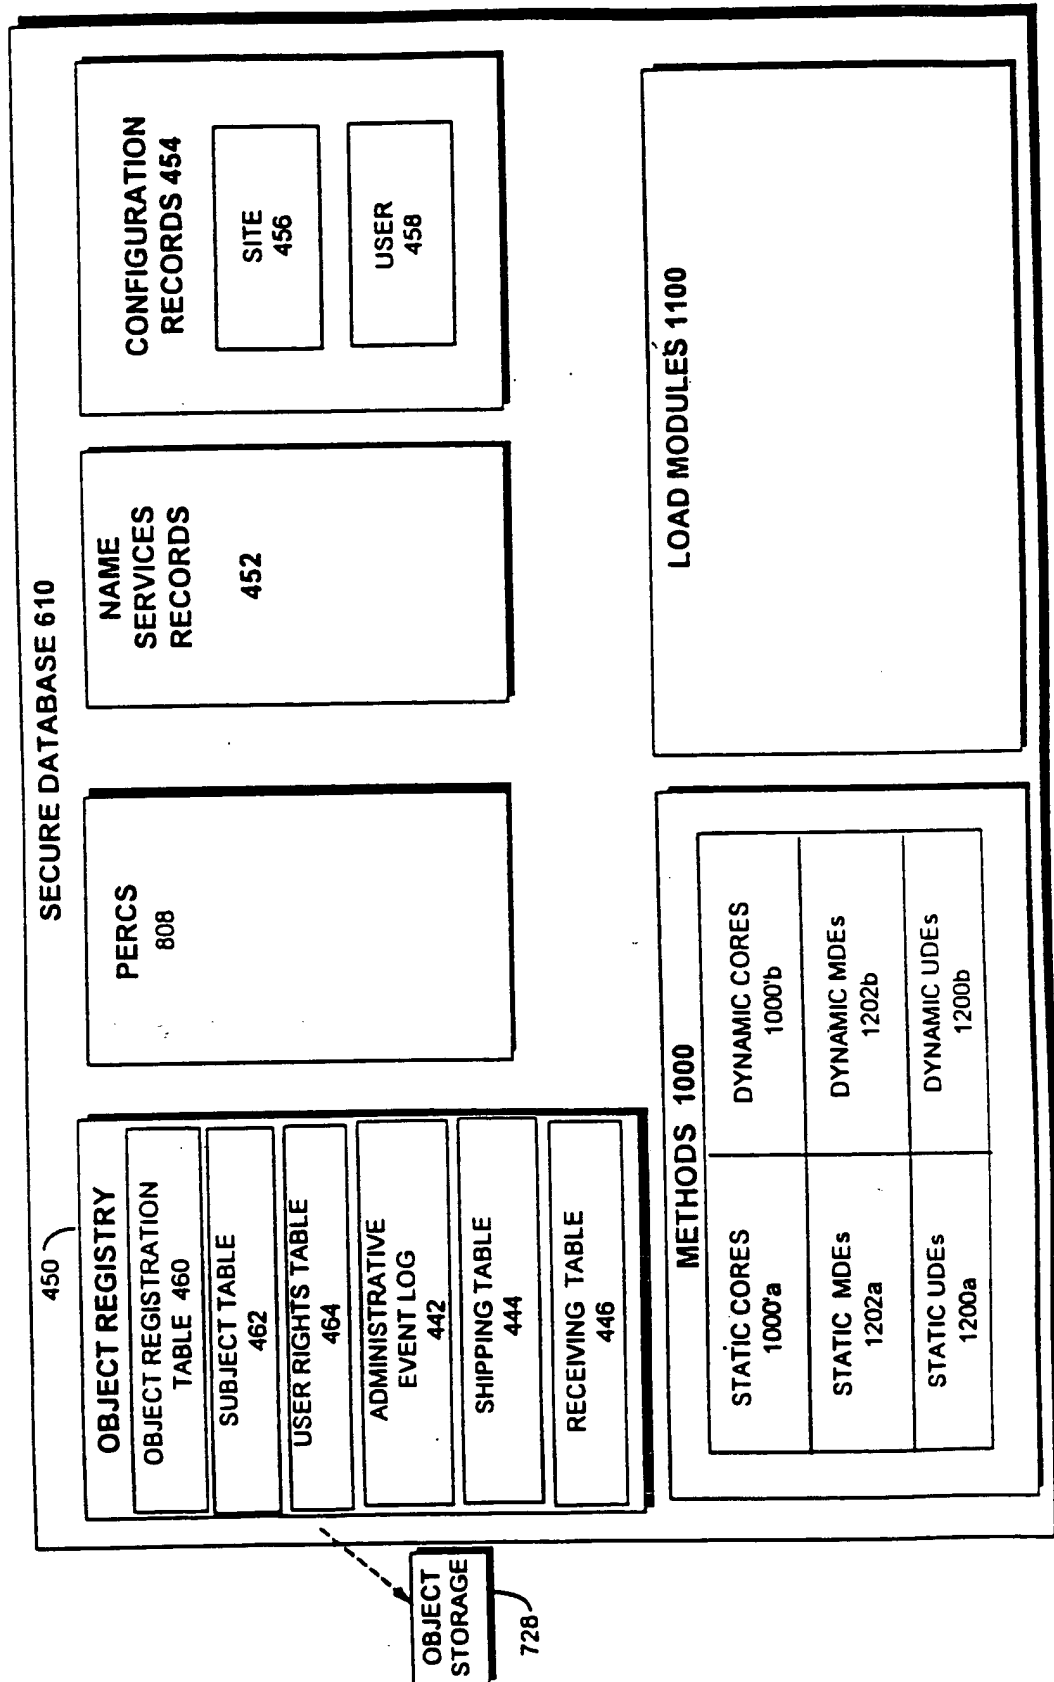 SECURE DATABASE 610
450
OBJECT REGISTRY
OBJECT REGISTRATION
TABLE 460
SUBJECT TABLE
462
USER RIGHTS TABLE
464
ADMINISTRATIVE
EVENT LOG
442
SHIPPING TABLE
444
RECEIVING TABLE
446
PERCS
808
NAME
SERVICES
RECORDS
452
CONFIGURATION
RECORDS 454
SITE
456
USER
458
OBJECT
STORAGE
728
METHODS 1000
STATIC CORES
1000'a
DYNAMIC CORES
1000'b
STATIC MDEs
1202a
DYNAMIC MDEs
1202b
STATIC UDEs
1200a
DYNAMIC UDEs
1200b
LOAD MODULES 1100